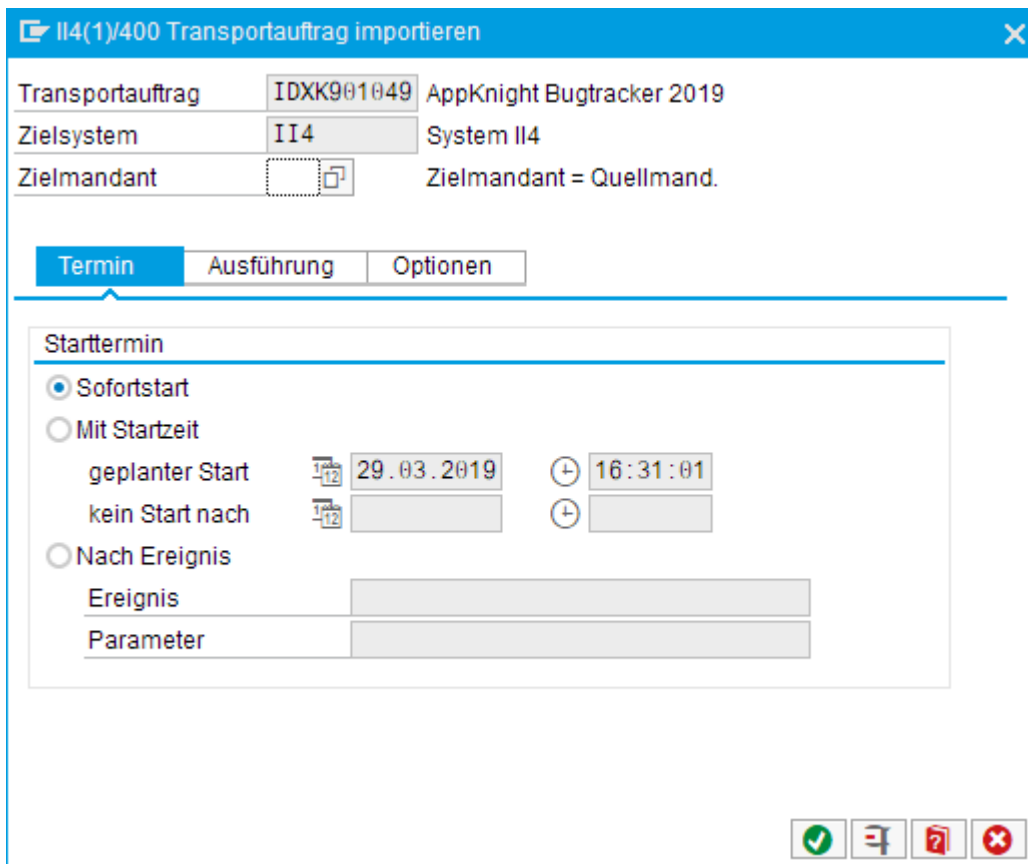 II4(1)/400 Transportauftrag importieren
Transportauftrag IDXK901049 AppKnight Bugtracker 2019
Zielsystem II4 System II4
Zielmandant Zielmandant = Quellmand.
Termin Ausführung Optionen
Starttermin
Sofortstart
Mit Startzeit
geplanter Start 29.03.2019 16:31:01
kein Start nach
Nach Ereignis
Ereignis
Parameter